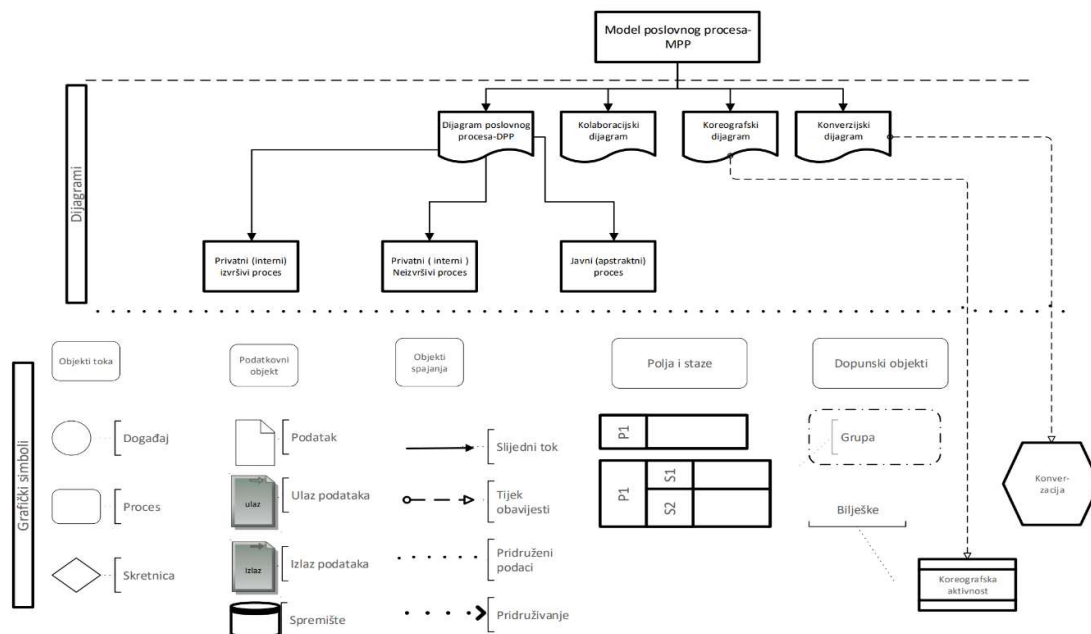 Model poslovnog procesa-
MPP
Dijagrami
Dijagram poslovnog
procesa-DPP
Kolaboracijski
dijagram
Koreografski
dijagram
Konverzijski
dijagram
Privatni (interni)
izvršivi proces
Privatni ( interni )
Neizvršivi proces
Javni (apstraktni)
proces
Grafički simboli
Objekti toka
Podatkovni
objekt
Objekti
spajanja
Polja i staze
Dopunski objekti
Događaj
Proces
Skretnica
Podatak
ulaz
Ulaz podataka
Izlaz
Izlaz podataka
Spremište
Slijedni tok
Tijek
obavijesti
Pridruženi
podaci
Pridruživanje
P1
P1
S1
S2
Grupa
Bilješke
Konver-
zacija
Koreografska
aktivnost